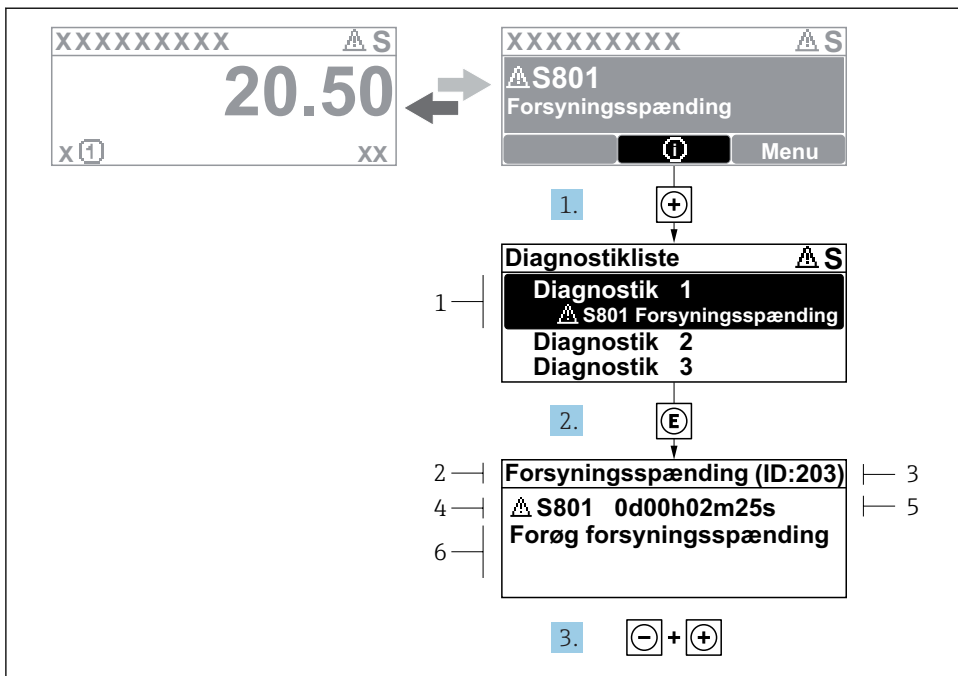 XXXXXXXXX ⚠ S
20.50
X 1 XX
XXXXXXXXX ⚠ S
⚠ S801
Forsyningsspænding
i Menu
1. +
Diagnostikliste ⚠ S
1 Diagnostik 1
⚠ S801 Forsyningsspænding
Diagnostik 2
Diagnostik 3
2. E
2 Forsyningsspænding (ID:203) 3
4 ⚠ S801 0d00h02m25s 5
6 Forøg forsyningsspænding
3. - + +